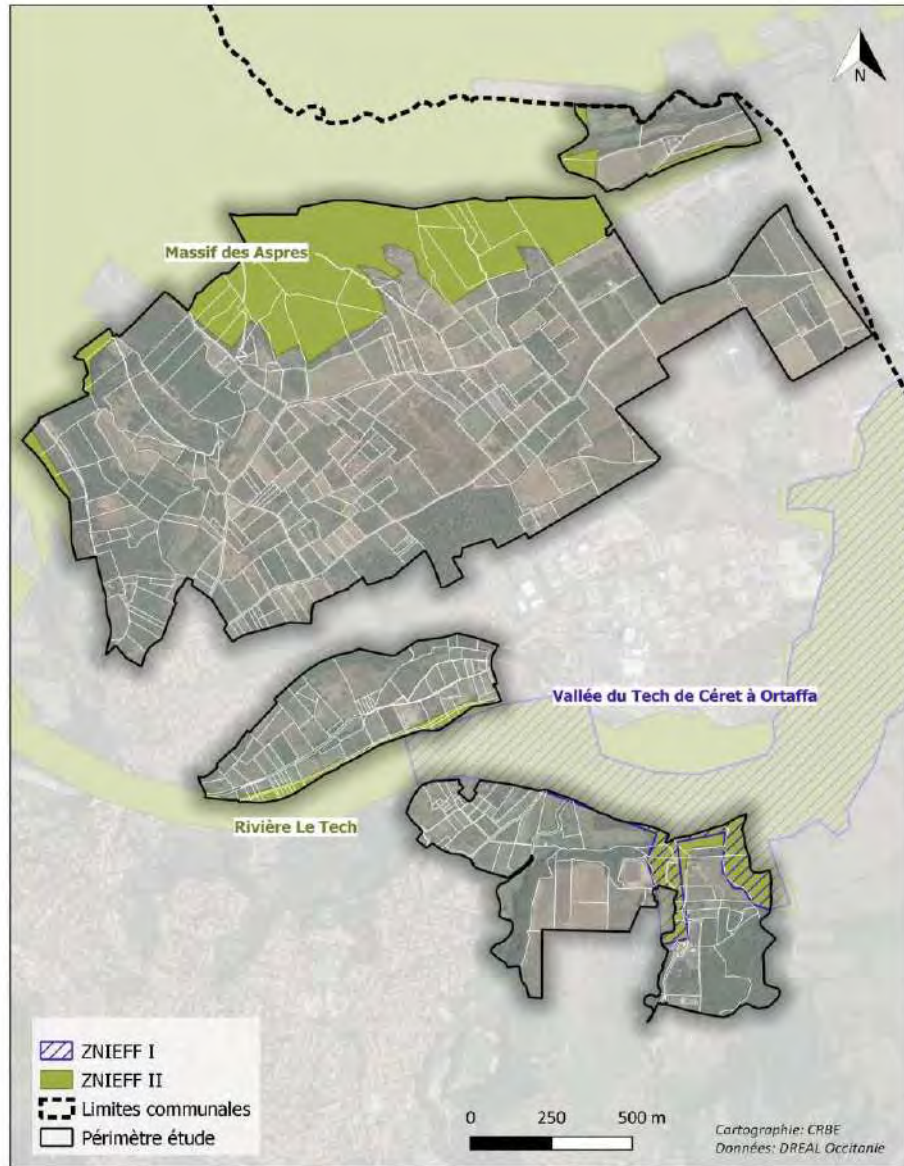 N
Massif des Aspres
Vallée du Tech de Céret à Ortaffa
Rivière Le Tech
ZNIEFF I
ZNIEFF II
Limites communales
Périmètre étude
0 250 500 m
Cartographie: CRBE
Données: DREAL Occitanie